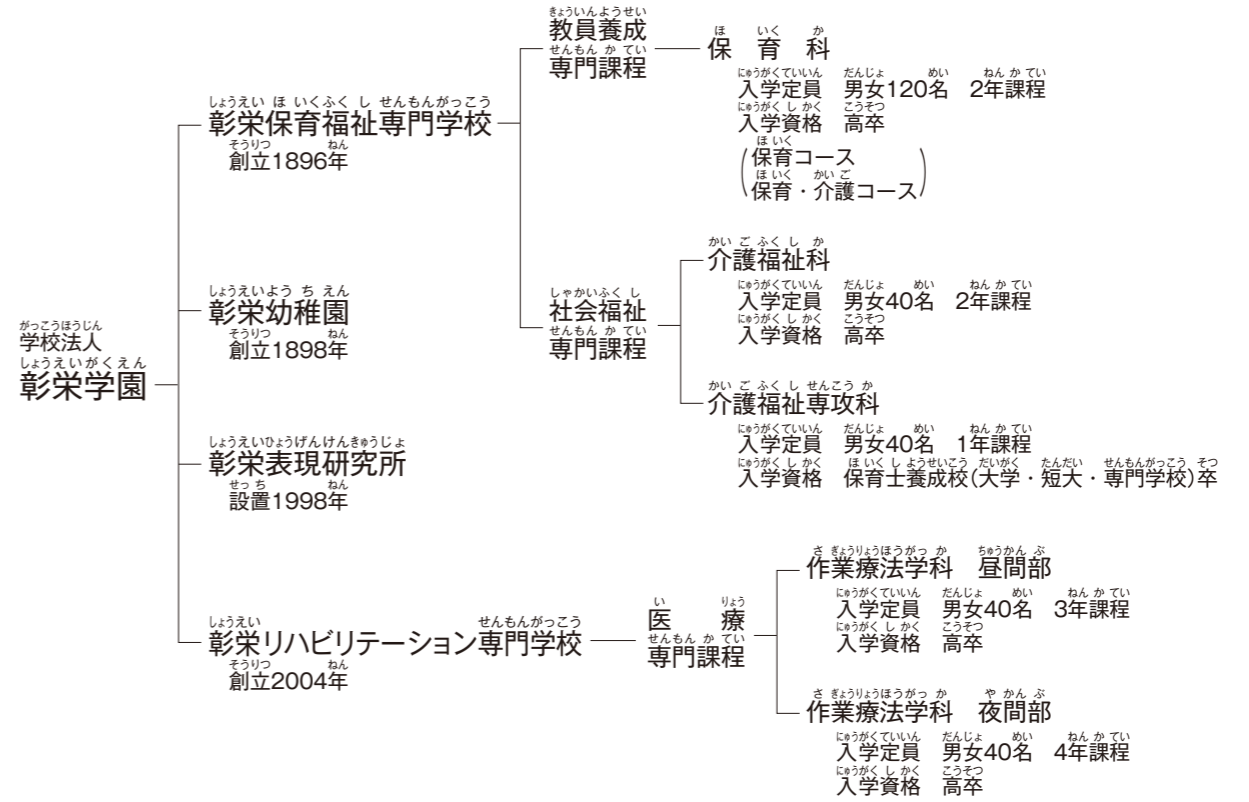 学校法人
彰栄学園
彰栄保育福祉専門学校
創立1896年
教員養成
専門課程
保育科
入学定員 男女120名 2年課程
入学資格 高卒
(保育コース
保育・介護コース)
社会福祉
専門課程
介護福祉科
入学定員 男女40名 2年課程
入学資格 高卒
介護福祉専攻科
入学定員 男女40名 1年課程
入学資格 保育士養成校(大学・短大・専門学校)卒
彰栄幼稚園
創立1898年
彰栄表現研究所
設置1998年
彰栄リハビリテーション専門学校
創立2004年
医療
専門課程
作業療法学科 昼間部
入学定員 男女40名 3年課程
入学資格 高卒
作業療法学科 夜間部
入学定員 男女40名 4年課程
入学資格 高卒